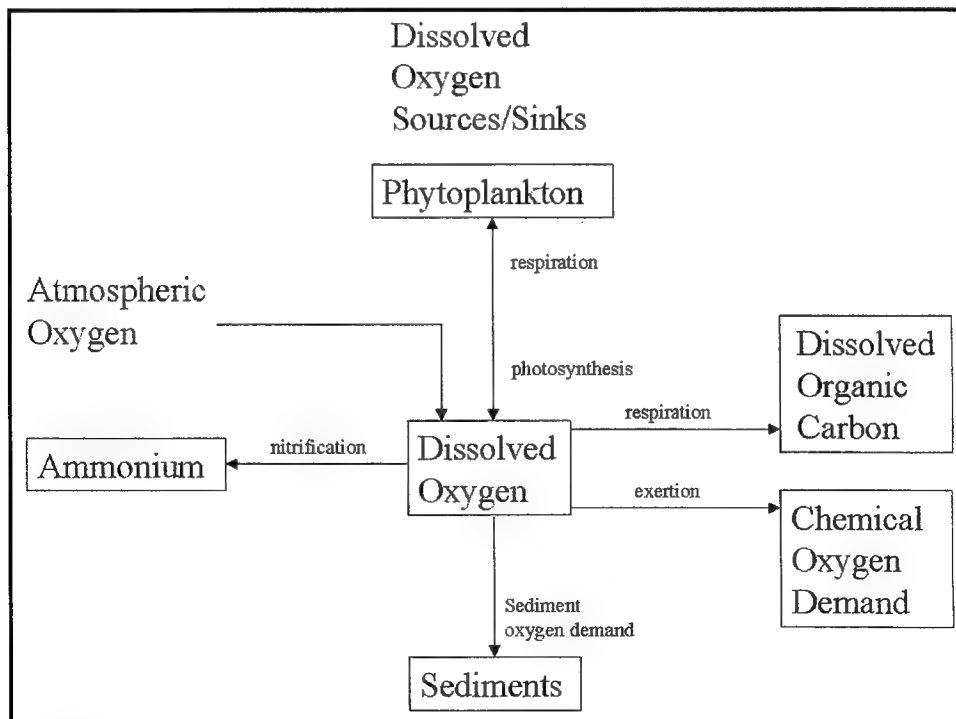 Dissolved
Oxygen
Sources/Sinks
Phytoplankton
respiration
Atmospheric
Oxygen
photosynthesis
Dissolved
Organic
Carbon
respiration
Ammonium
nitrification
Dissolved
Oxygen
exertion
Chemical
Oxygen
Demand
Sediment
oxygen demand
Sediments